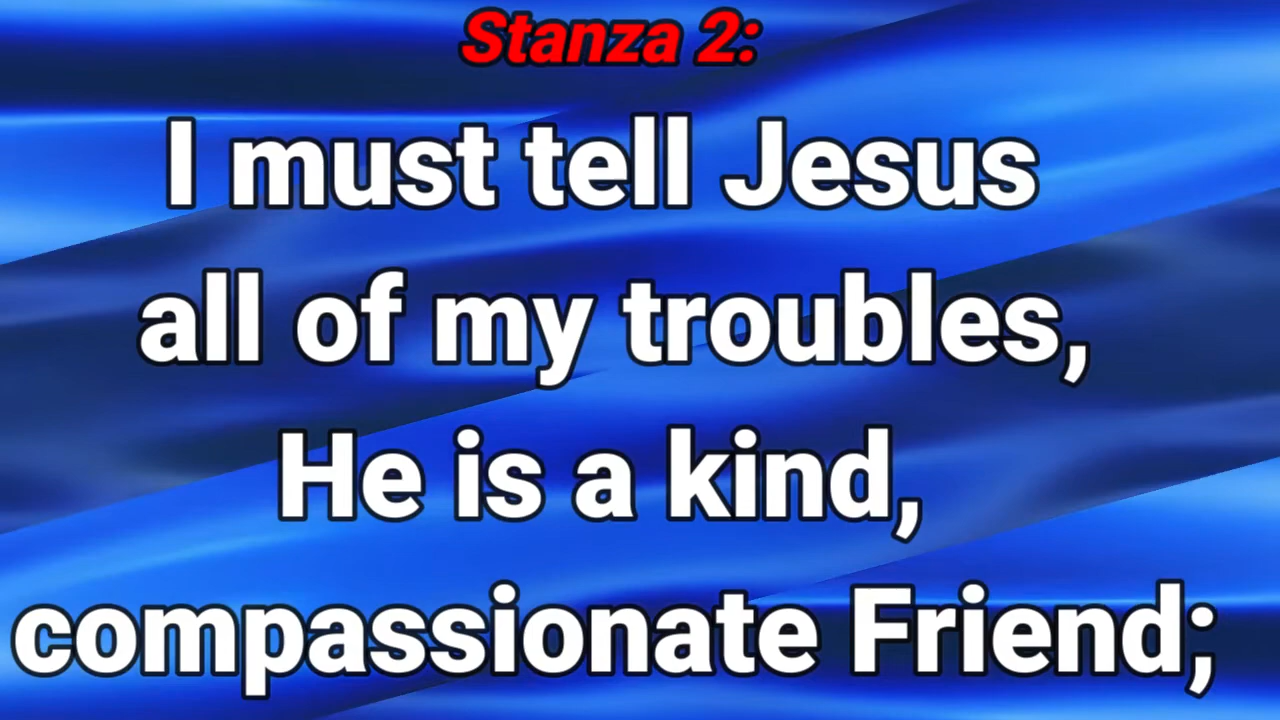 Stanza 2:
I must tell Jesus
all of my troubles,
He is a kind,
compassionate Friend;